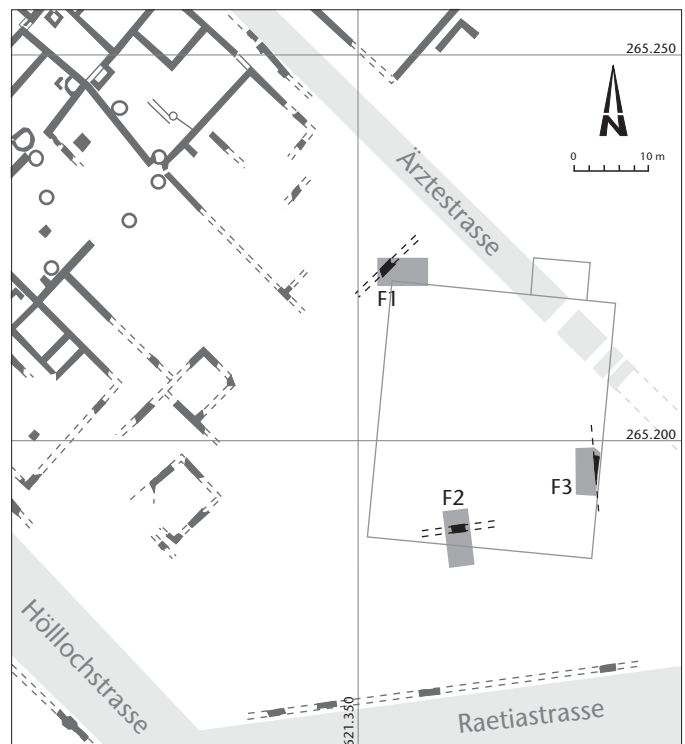 265.250
N
0 10 m
Ärztestrasse
F1
265.200
F2
F3
Hölllochstrasse
621.350
Raetiastrasse